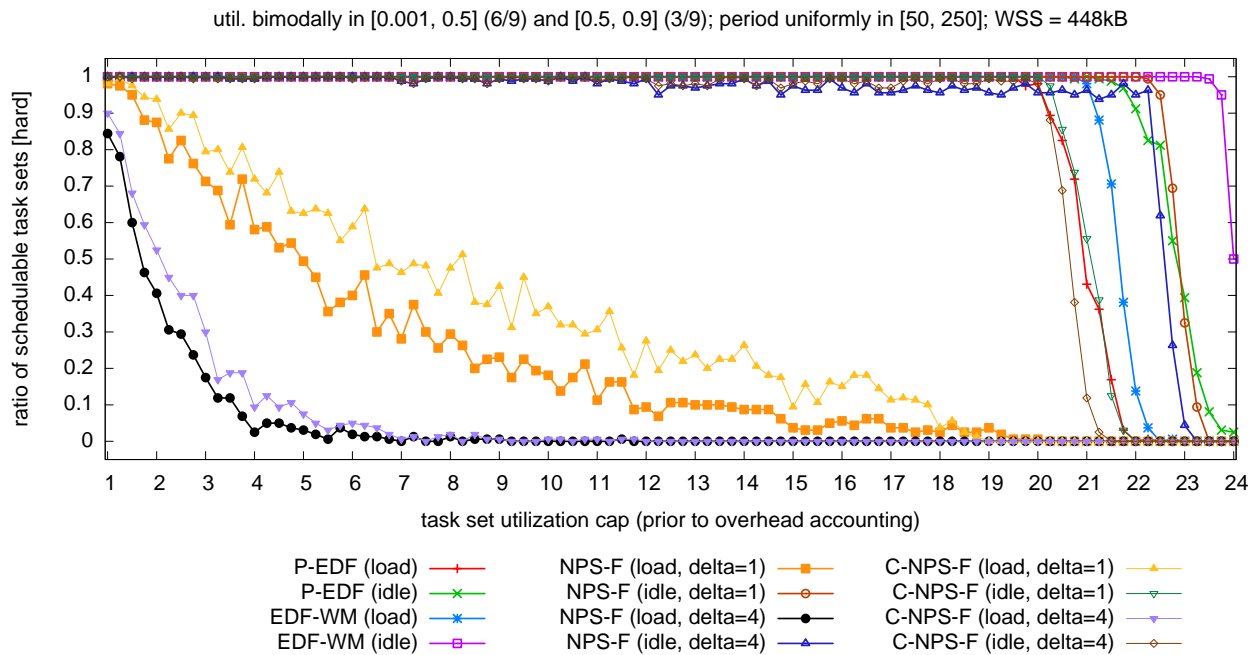 util. bimodally in [0.001, 0.5] (6/9) and [0.5, 0.9] (3/9); period uniformly in [50, 250]; WSS = 448kB
ratio of schedulable task sets [hard]
1
0.9
0.8
0.7
0.6
0.5
0.4
0.3
0.2
0.1
0
1 2 3 4 5 6 7 8 9 10 11 12 13 14 15 16 17 18 19 20 21 22 23 24
task set utilization cap (prior to overhead accounting)
P-EDF (load) NPS-F (load, delta=1) C-NPS-F (load, delta=1)
P-EDF (idle) NPS-F (idle, delta=1) C-NPS-F (idle, delta=1)
EDF-WM (load) NPS-F (load, delta=4) C-NPS-F (load, delta=4)
EDF-WM (idle) NPS-F (idle, delta=4) C-NPS-F (idle, delta=4)